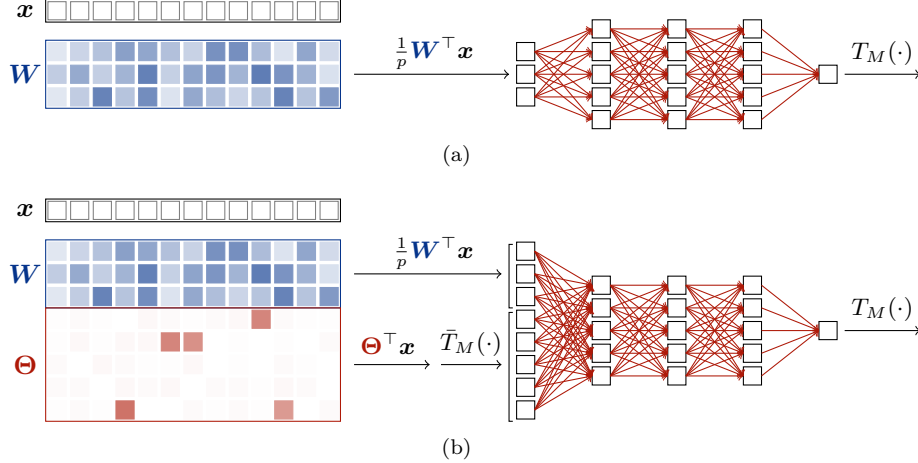 x
W
1/p W⊤x
T_M(·)
(a)
x
W
1/p W⊤x
Θ
Θ⊤x
T̄_M(·)
T_M(·)
(b)